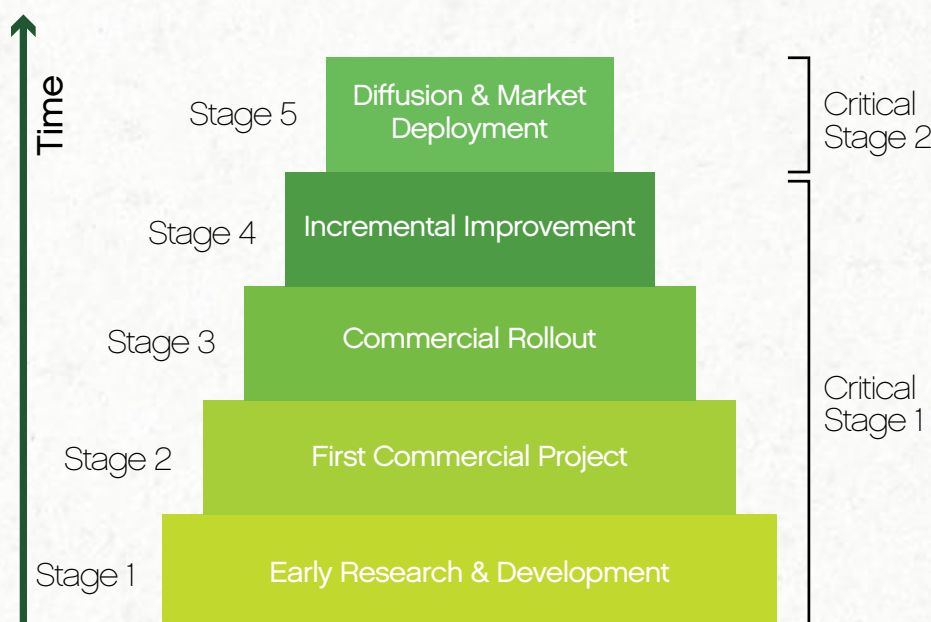 Time
Stage 5
Diffusion & Market
Deployment
Critical
Stage 2
Stage 4
Incremental Improvement
Stage 3
Commercial Rollout
Critical
Stage 1
Stage 2
First Commercial Project
Stage 1
Early Research & Development